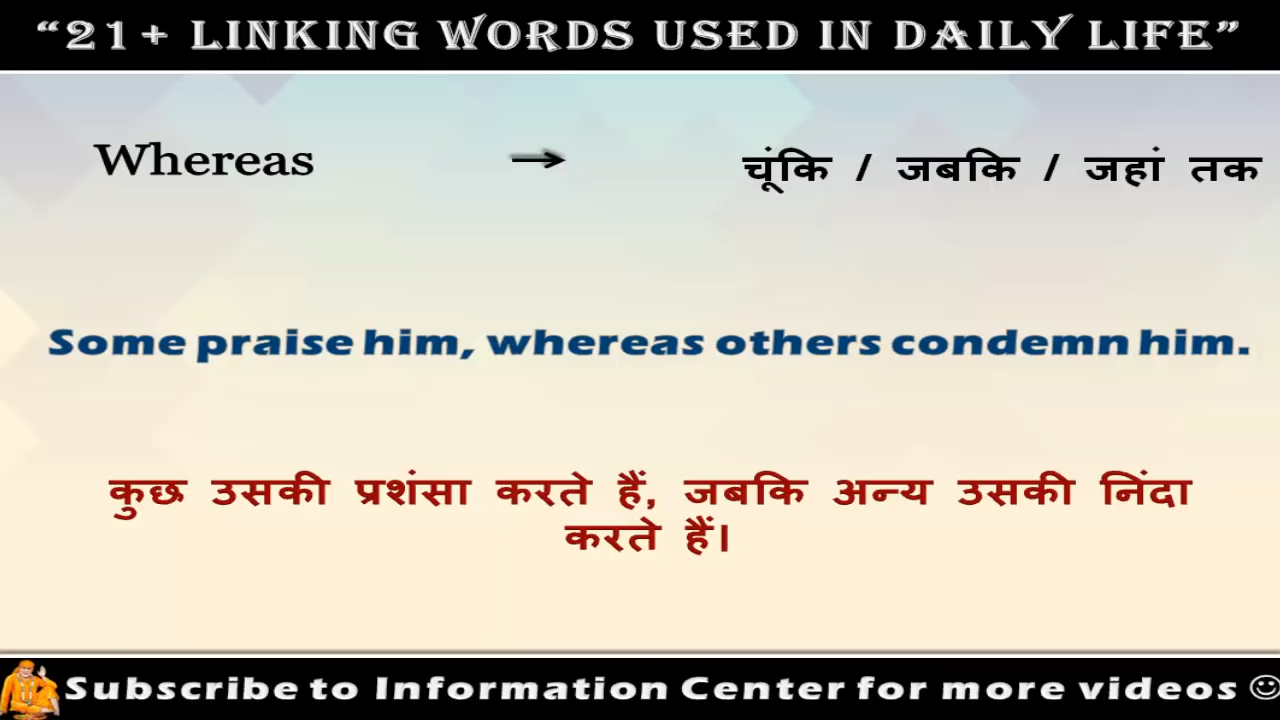 “21+ LINKING WORDS USED IN DAILY LIFE”
Whereas → चूंकि / जबकि / जहां तक
Some praise him, whereas others condemn him.
कुछ उसकी प्रशंसा करते हैं, जबकि अन्य उसकी निंदा
करते हैं।
Subscribe to Information Center for more videos ☺